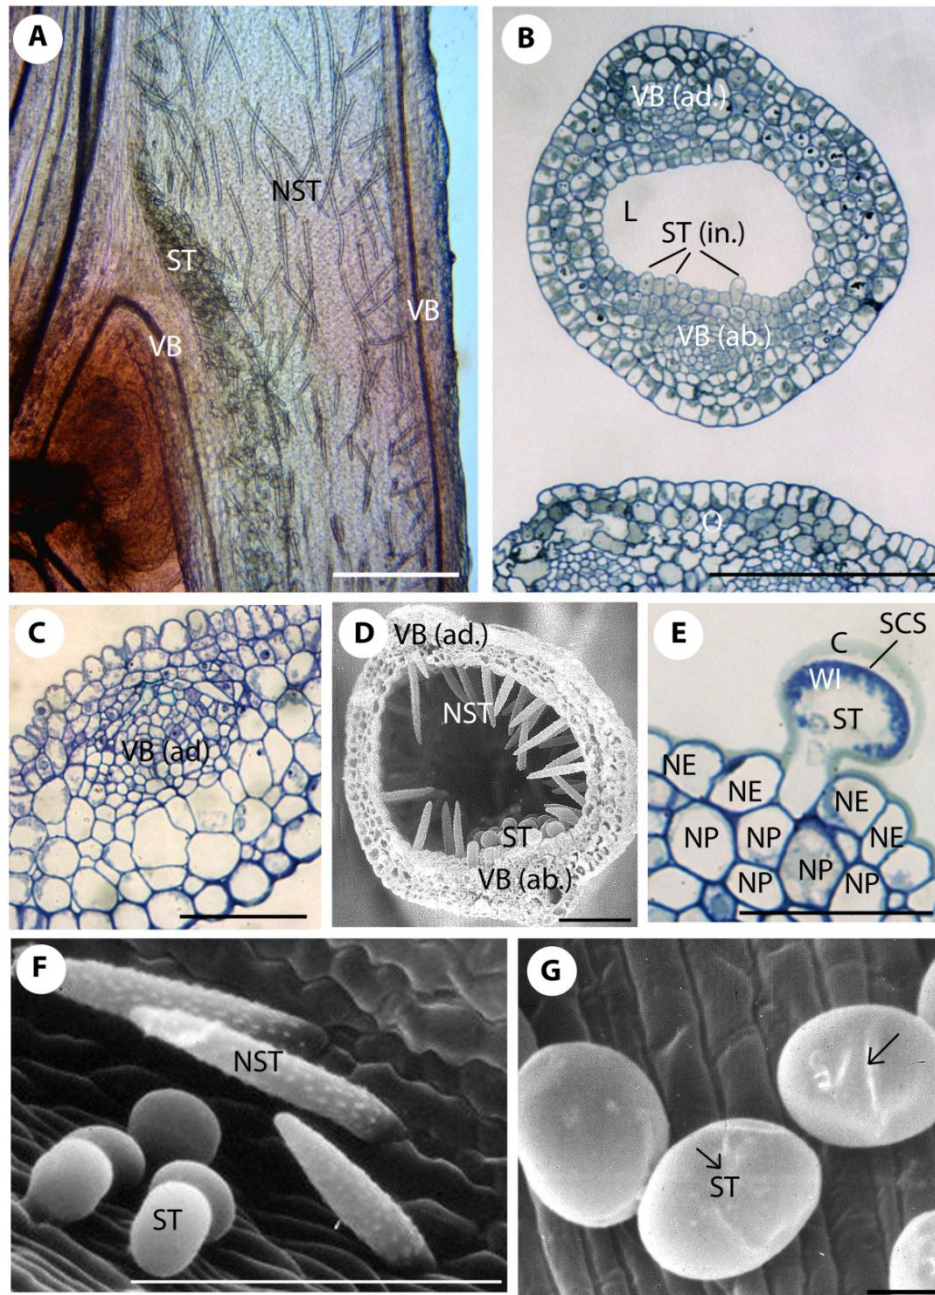 A
NST
ST
VB
VB
B
VB (ad.)
L
ST (in.)
VB (ab.)
O
C
VB (ad)
D
VB (ad.)
NST
ST
VB (ab.)
E
SCS
C
WI
ST
NE
NE
NE
NE
NP
NP
NP
NP
NP
F
NST
ST
G
ST